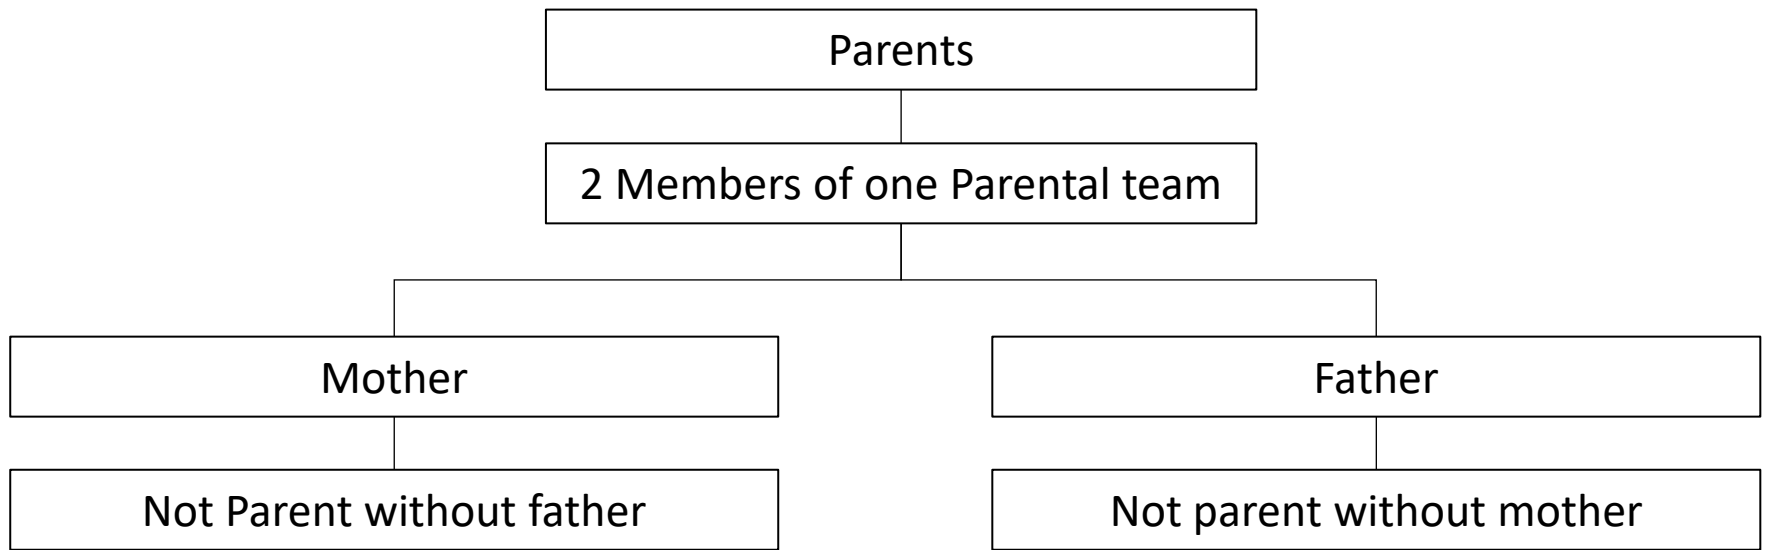 Parents
2 Members of one Parental team
Mother
Father
Not Parent without father
Not parent without mother